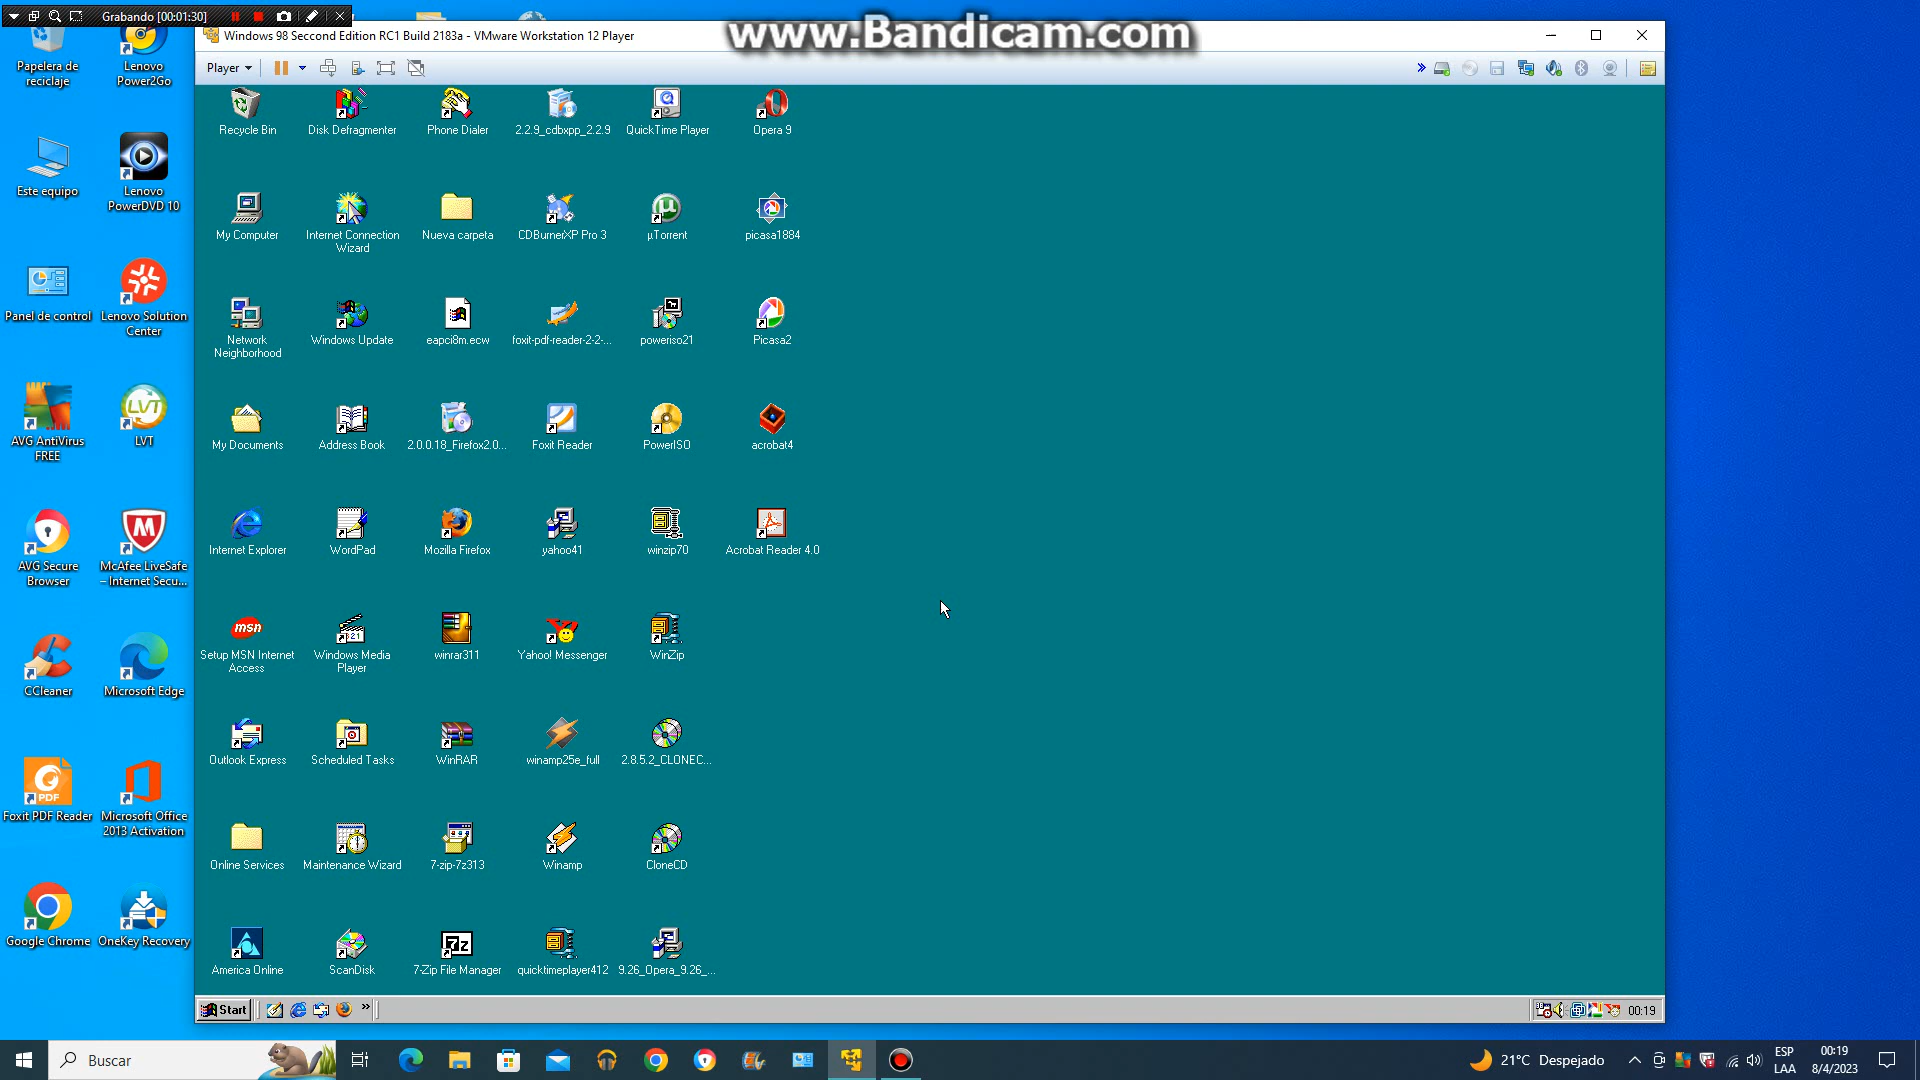 Grabando [00:01:30]
www.Bandicam.com
Windows 98 Seccond Edition RC1 Build 2183a - VMware Workstation 12 Player
Player
Papelera de
reciclaje
Lenovo
Power2Go
Este equipo
Lenovo
PowerDVD 10
Panel de control
Lenovo Solution
Center
AVG AntiVirus
FREE
LVT
AVG Secure
Browser
McAfee LiveSafe
– Internet Secu...
CCleaner
Microsoft Edge
Foxit PDF Reader
Microsoft Office
2013 Activation
Google Chrome
OneKey Recovery
Recycle Bin
Disk Defragmenter
Phone Dialer
2.2.9_cdbxpp_2.2.9
QuickTime Player
Opera 9
My Computer
Internet Connection
Wizard
Nueva carpeta
CDBurnerXP Pro 3
µTorrent
picasa1884
Network
Neighborhood
Windows Update
eapci8m.ecw
foxit-pdf-reader-2-2-...
poweriso21
Picasa2
My Documents
Address Book
2.0.0.18_Firefox2.0...
Foxit Reader
PowerISO
acrobat4
Internet Explorer
WordPad
Mozilla Firefox
yahoo41
winzip70
Acrobat Reader 4.0
msn
Setup MSN Internet
Access
Windows Media
Player
winrar311
Yahoo! Messenger
WinZip
Outlook Express
Scheduled Tasks
WinRAR
winamp25e_full
2.8.5.2_CLONEC...
Online Services
Maintenance Wizard
7-zip-7z313
Winamp
CloneCD
America Online
ScanDisk
7-Zip File Manager
quicktimeplayer412
9.26_Opera_9.26_...
Start
00:19
Buscar
21°C Despejado
ESP
LAA
00:19
8/4/2023